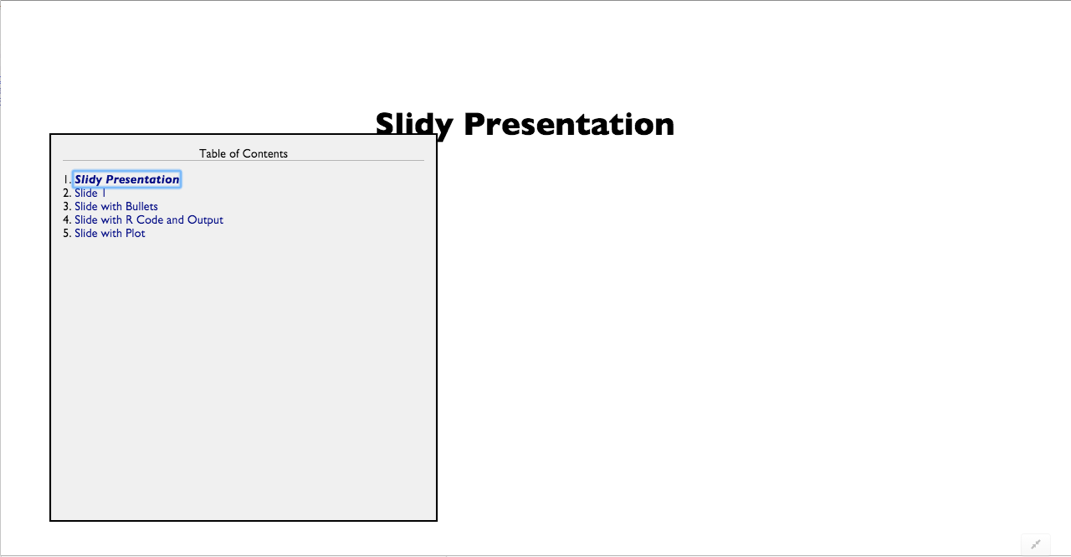 Slidy Presentation
Table of Contents
1. Slidy Presentation
2. Slide 1
3. Slide with Bullets
4. Slide with R Code and Output
5. Slide with Plot